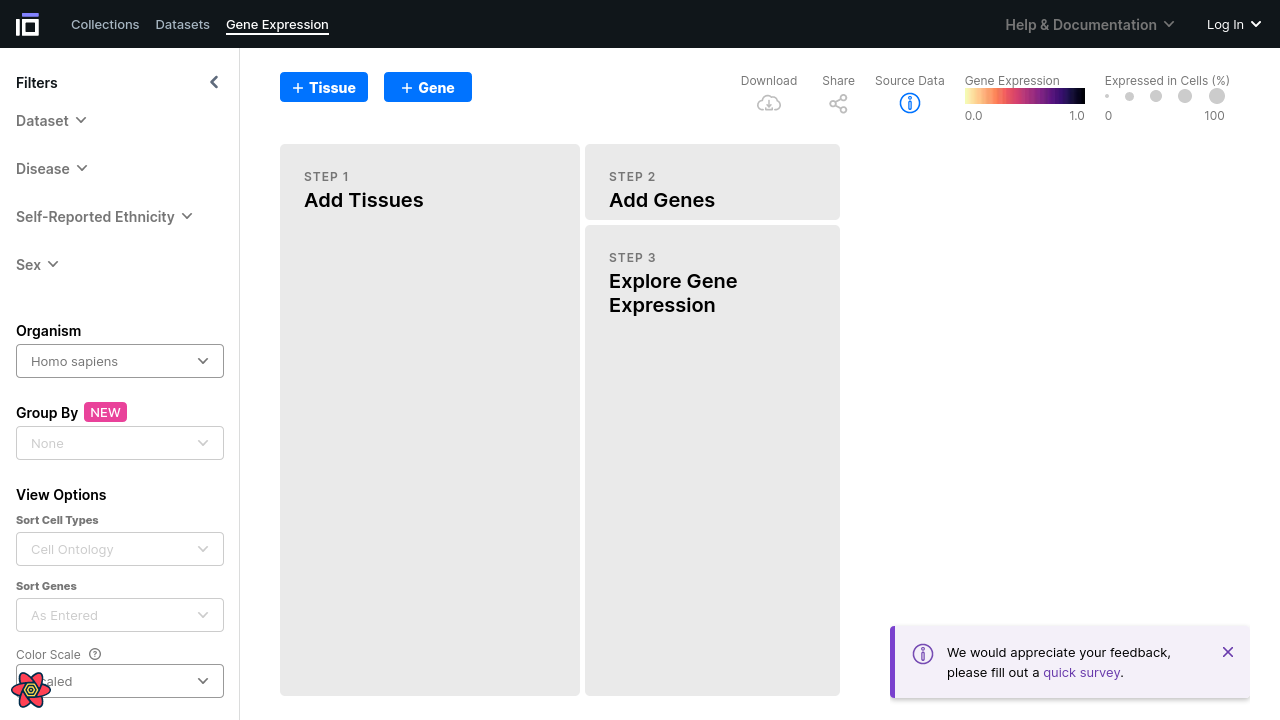 Collections Datasets Gene Expression Help & Documentation Log In
Filters
Dataset
Disease
Self-Reported Ethnicity
Sex
Organism
Homo sapiens
Group By NEW
None
View Options
Sort Cell Types
Cell Ontology
Sort Genes
As Entered
Color Scale
+ Tissue + Gene
Download Share Source Data
Gene Expression
0.0 1.0
Expressed in Cells (%)
0 100
STEP 1
Add Tissues
STEP 2
Add Genes
STEP 3
Explore Gene
Expression
We would appreciate your feedback,
please fill out a quick survey.